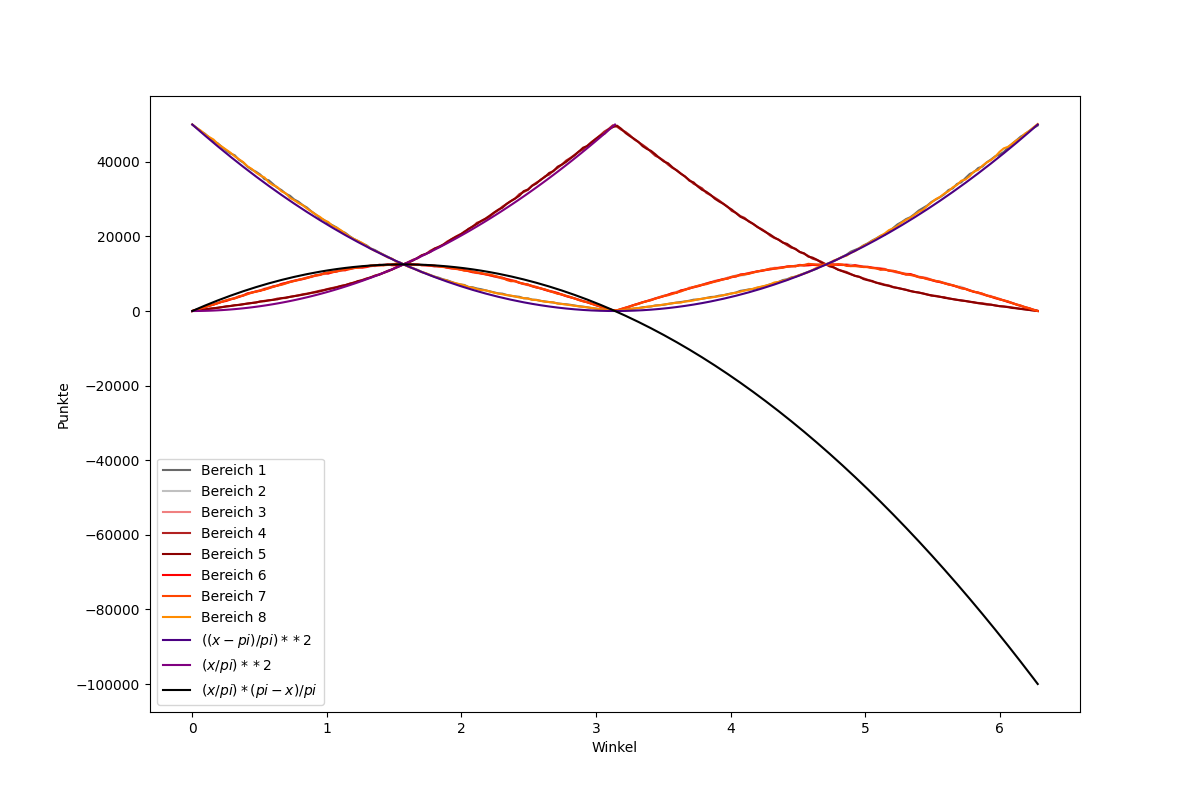 40000
20000
0
−20000
−40000
−60000
−80000
−100000
Punkte
Bereich 1
Bereich 2
Bereich 3
Bereich 4
Bereich 5
Bereich 6
Bereich 7
Bereich 8
((x − pi)/pi) * *2
(x/pi) * *2
(x/pi) * (pi − x)/pi
0 1 2 3 4 5 6
Winkel